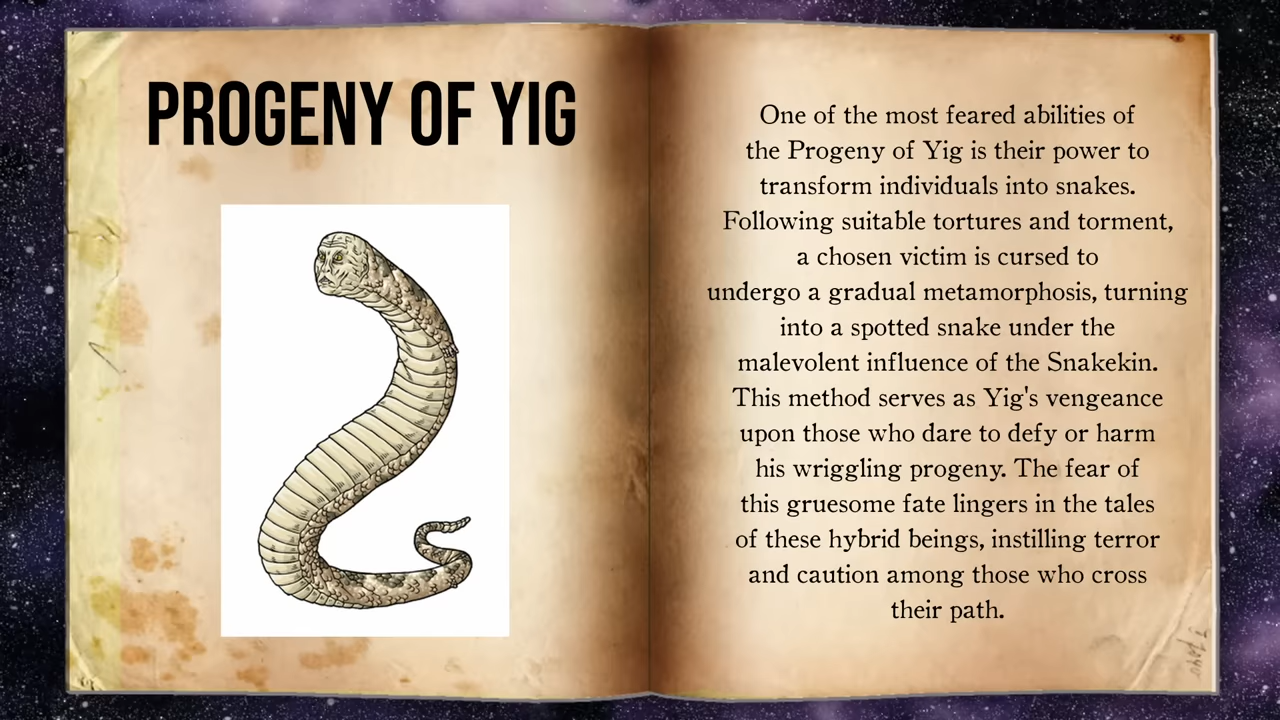 PROGENY OF YIG
One of the most feared abilities of
the Progeny of Yig is their power to
transform individuals into snakes.
Following suitable tortures and torment,
a chosen victim is cursed to
undergo a gradual metamorphosis, turning
into a spotted snake under the
malevolent influence of the Snakekin.
This method serves as Yig's vengeance
upon those who dare to defy or harm
his wriggling progeny. The fear of
this gruesome fate lingers in the tales
of these hybrid beings, instilling terror
and caution among those who cross
their path.